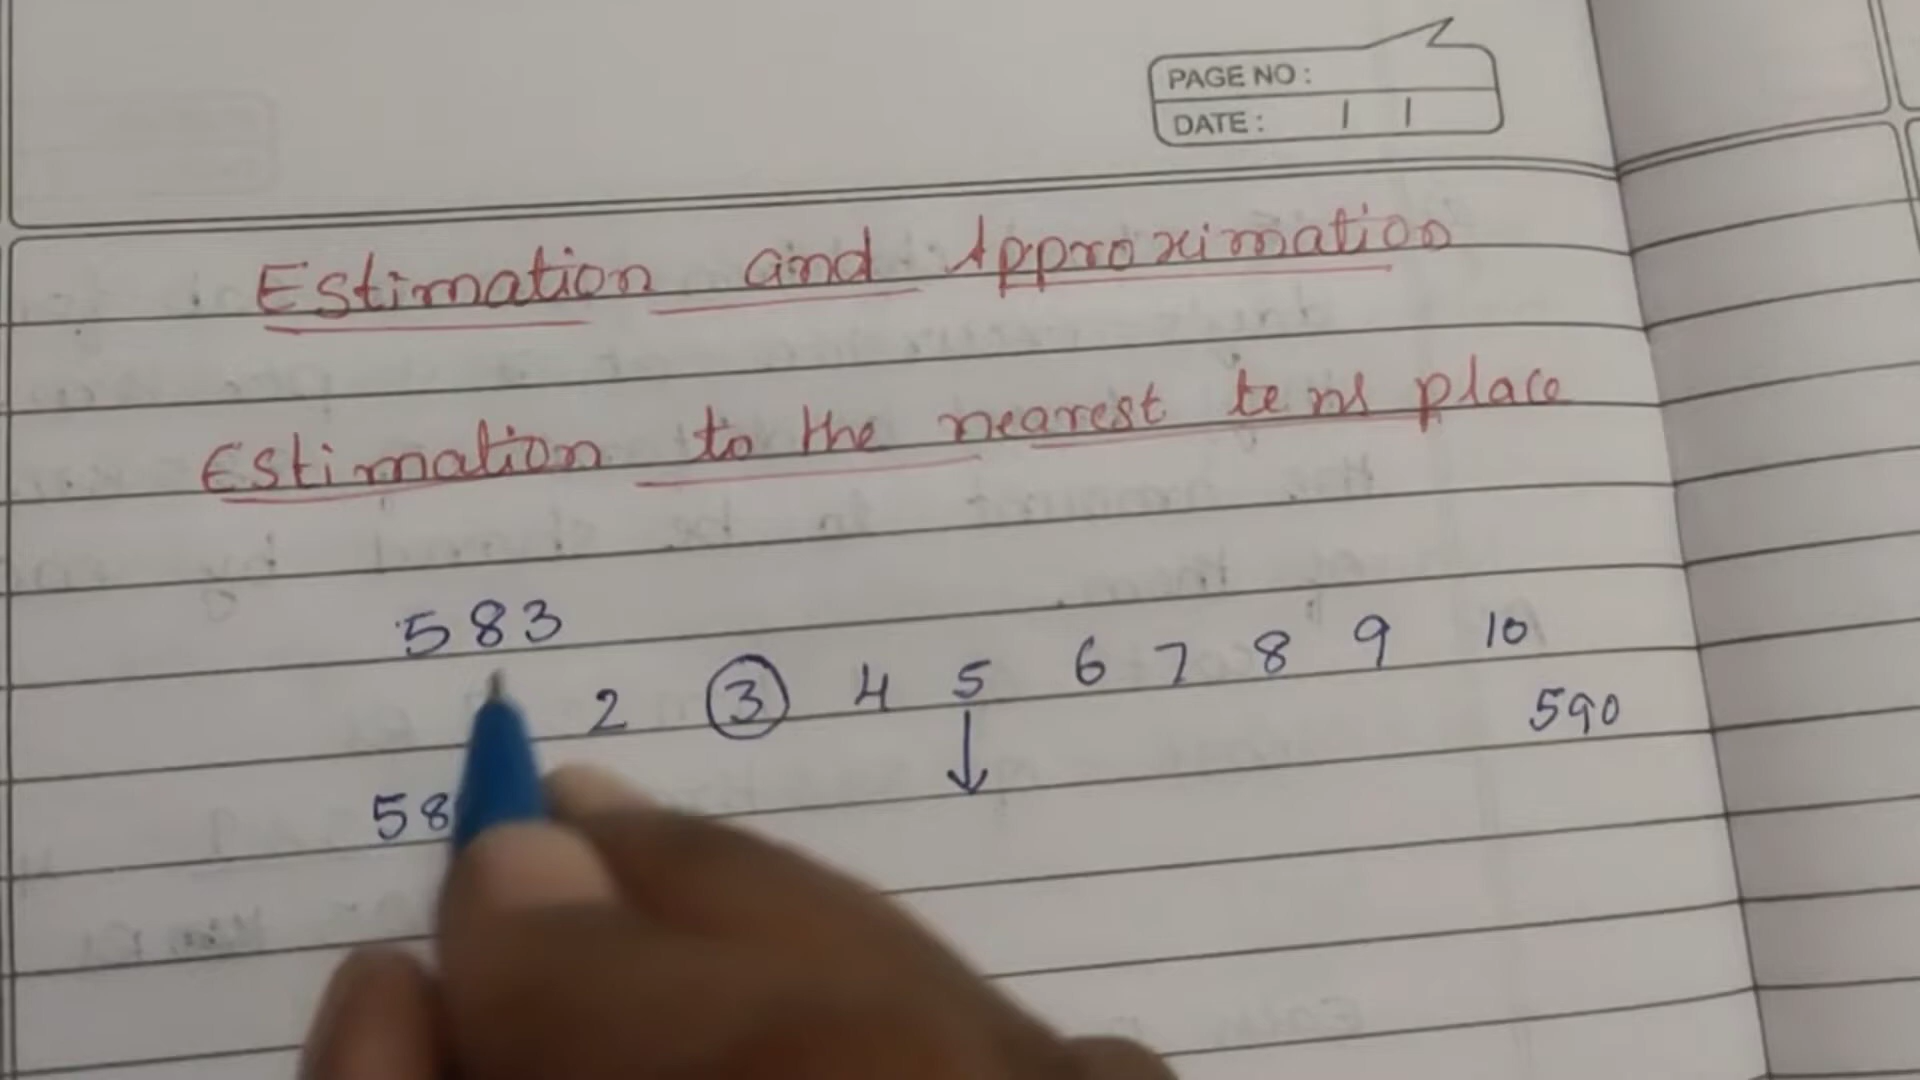 PAGE NO:
DATE: / /
Estimation and Approximation
Estimation to the nearest tens place
583
2 3 4 5 6 7 8 9 10
590
58